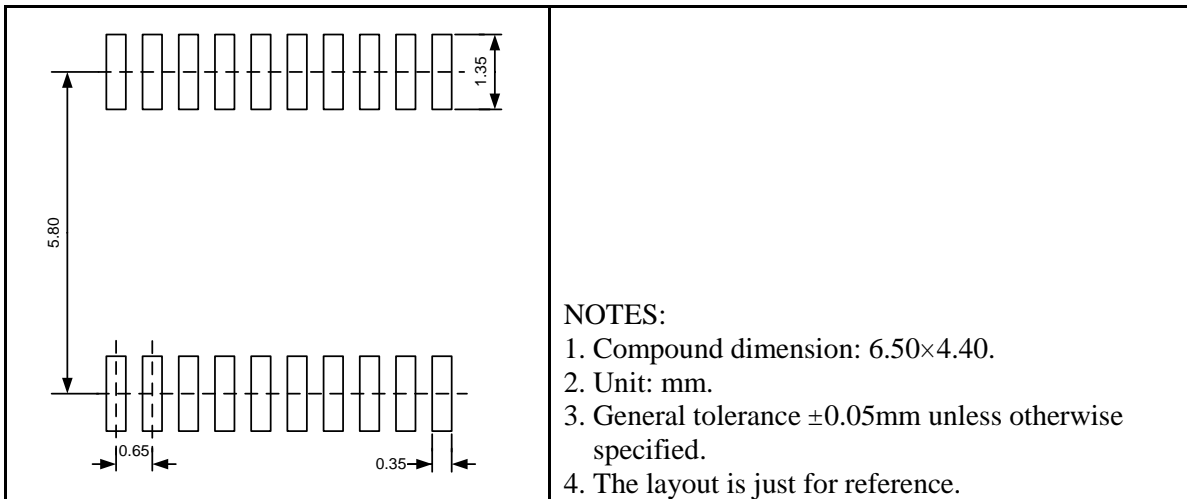 1.35
5.80
0.65
0.35
NOTES:
1. Compound dimension: 6.50×4.40.
2. Unit: mm.
3. General tolerance ±0.05mm unless otherwise
specified.
4. The layout is just for reference.